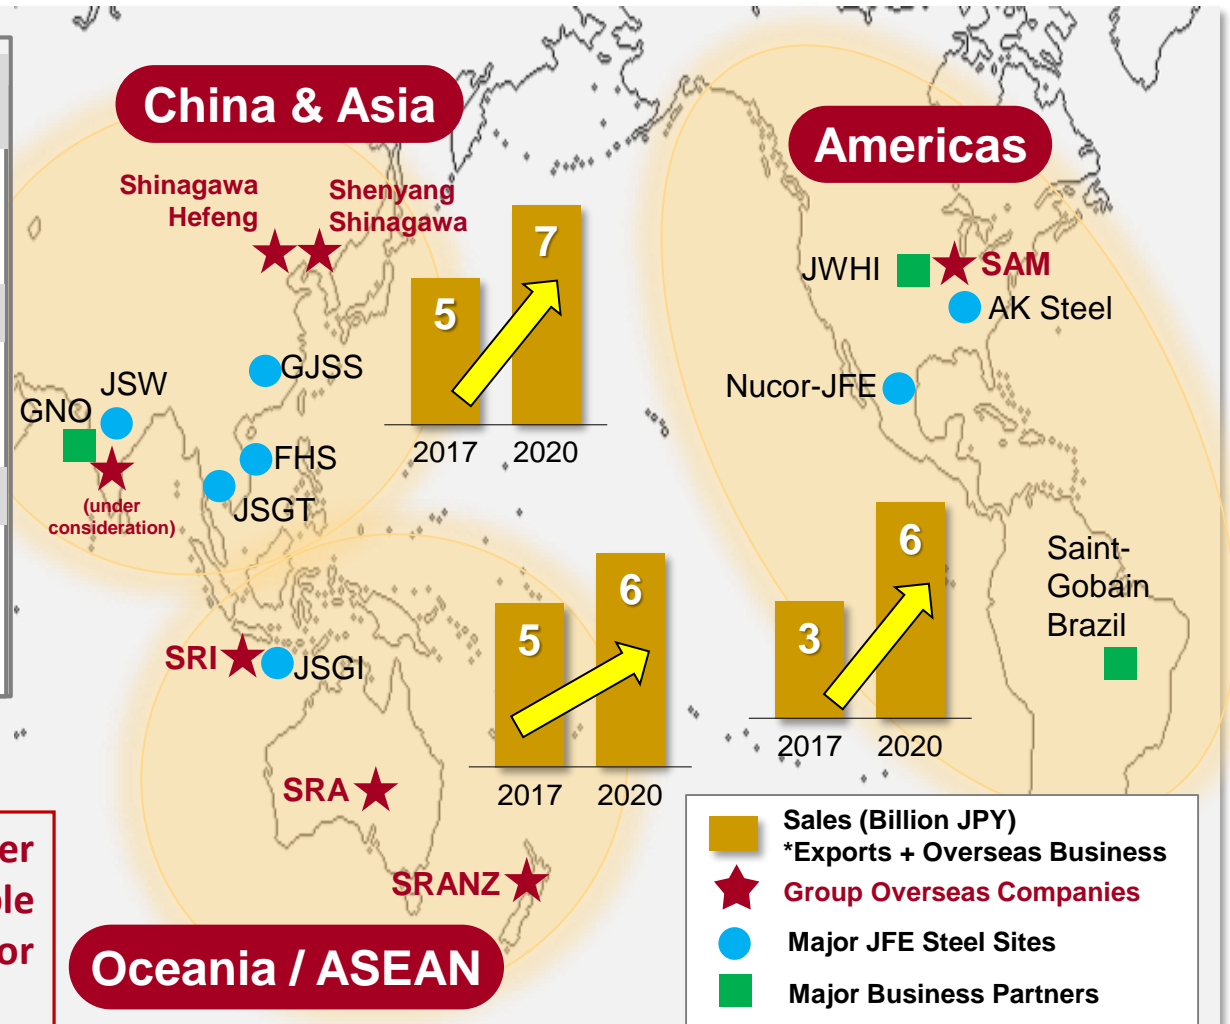 China & Asia
Americas
Shinagawa
Hefeng
Shenyang
Shinagawa
7
5
2017
2020
JWHI
SAM
AK Steel
Nucor-JFE
GJSS
JSW
GNO
FHS
JSGT
(under
consideration)
Saint-
Gobain
Brazil
6
3
2017
2020
6
5
2017
2020
SRI
JSGI
SRA
SRANZ
Oceania / ASEAN
Sales (Billion JPY)
*Exports + Overseas Business
Group Overseas Companies
Major JFE Steel Sites
Major Business Partners
or